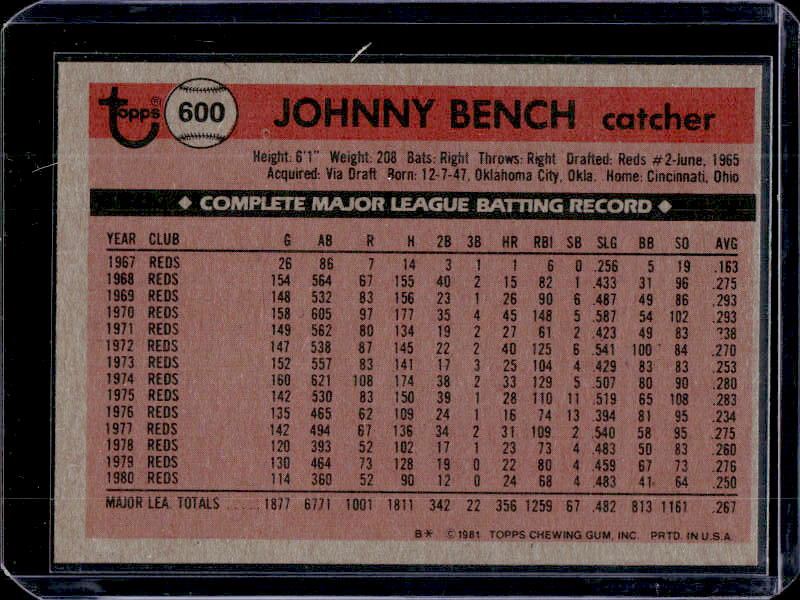 topps® 600 JOHNNY BENCH catcher
Height: 6'1" Weight: 208 Bats: Right Throws: Right Drafted: Reds #2-June, 1965
Acquired: Via Draft Born: 12-7-47, Oklahoma City, Okla. Home: Cincinnati, Ohio
◆ COMPLETE MAJOR LEAGUE BATTING RECORD ◆
YEAR CLUB G AB R H 2B 3B HR RBI SB SLG BB SO AVG
1967 REDS 26 86 7 14 3 1 1 6 0 .256 5 19 .163
1968 REDS 154 564 67 155 40 2 15 82 1 .433 31 96 .275
1969 REDS 148 532 83 156 23 1 26 90 6 .487 49 86 .293
1970 REDS 158 605 97 177 35 4 45 148 5 .587 54 102 .293
1971 REDS 149 562 80 134 19 2 27 61 2 .423 49 83
1972 REDS 147 538 87 145 22 2 40 125 6 .541 100 84 .270
1973 REDS 152 557 83 141 17 3 25 104 4 .429 83 83 .253
1974 REDS 160 621 108 174 38 2 33 129 5 .507 80 90 .280
1975 REDS 142 530 83 150 39 1 28 110 11 .519 65 108 .283
1976 REDS 135 465 62 109 24 1 16 74 13 .394 81 95 .234
1977 REDS 142 494 67 136 34 2 31 109 2 .540 58 95 .275
1978 REDS 120 393 52 102 17 1 23 73 4 .483 50 83 .260
1979 REDS 130 464 73 128 19 0 22 80 4 .459 67 73 .276
1980 REDS 114 360 52 90 12 0 24 68 4 .483 41 64 .250
MAJOR LEA. TOTALS ..... 1877 6771 1001 1811 342 22 356 1259 67 .482 813 1161 .267
B* © 1981 TOPPS CHEWING GUM, INC. PRTD. IN U.S.A.